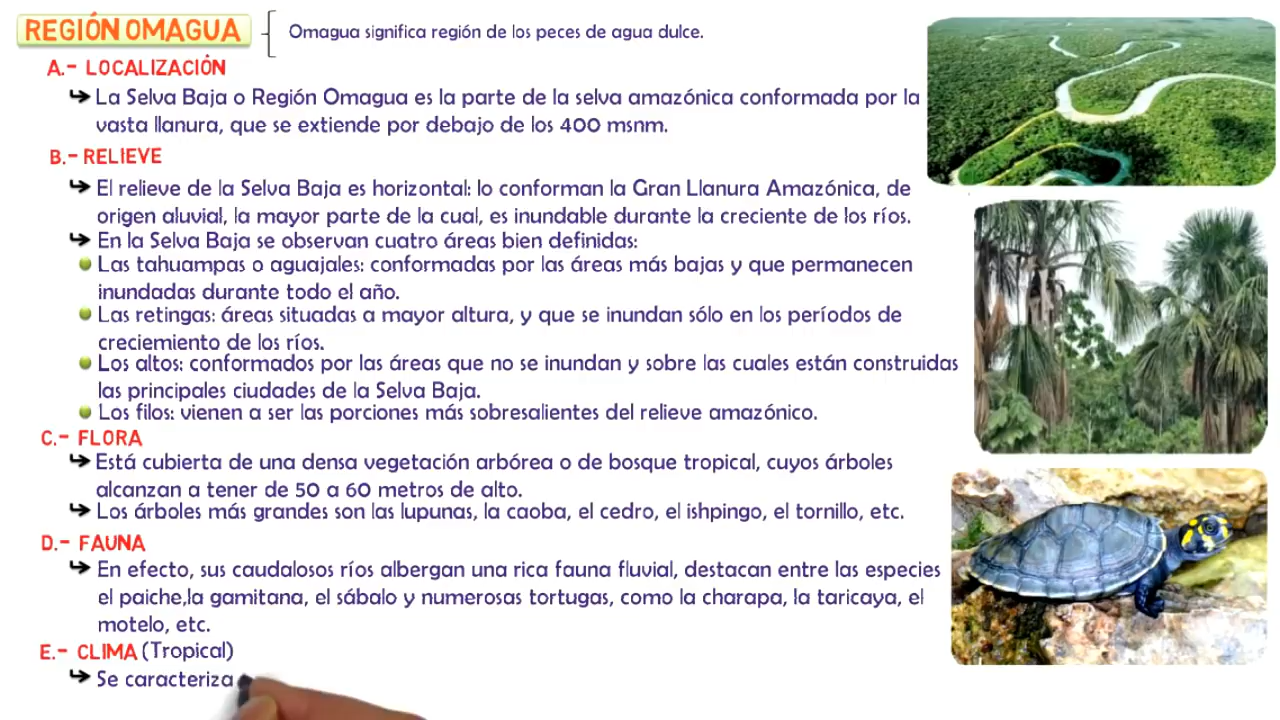 REGIÓN OMAGUA
Omagua significa región de los peces de agua dulce.
A.- LOCALIZACIÓN
La Selva Baja o Región Omagua es la parte de la selva amazónica conformada por la
vasta llanura, que se extiende por debajo de los 400 msnm.
B.- RELIEVE
El relieve de la Selva Baja es horizontal: lo conforman la Gran Llanura Amazónica, de
origen aluvial, la mayor parte de la cual, es inundable durante la creciente de los ríos.
En la Selva Baja se observan cuatro áreas bien definidas:
Las tahuampas o aguajales: conformadas por las áreas más bajas y que permanecen
inundadas durante todo el año.
Las retingas: áreas situadas a mayor altura, y que se inundan sólo en los períodos de
creciemiento de los ríos.
Los altos: conformados por las áreas que no se inundan y sobre las cuales están construidas
las principales ciudades de la Selva Baja.
Los filos: vienen a ser las porciones más sobresalientes del relieve amazónico.
C.- FLORA
Está cubierta de una densa vegetación arbórea o de bosque tropical, cuyos árboles
alcanzan a tener de 50 a 60 metros de alto.
Los árboles más grandes son las lupunas, la caoba, el cedro, el ishpingo, el tornillo, etc.
D.- FAUNA
En efecto, sus caudalosos ríos albergan una rica fauna fluvial, destacan entre las especies
el paiche,la gamitana, el sábalo y numerosas tortugas, como la charapa, la taricaya, el
motelo, etc.
E.- CLIMA (Tropical)
Se caracteriza